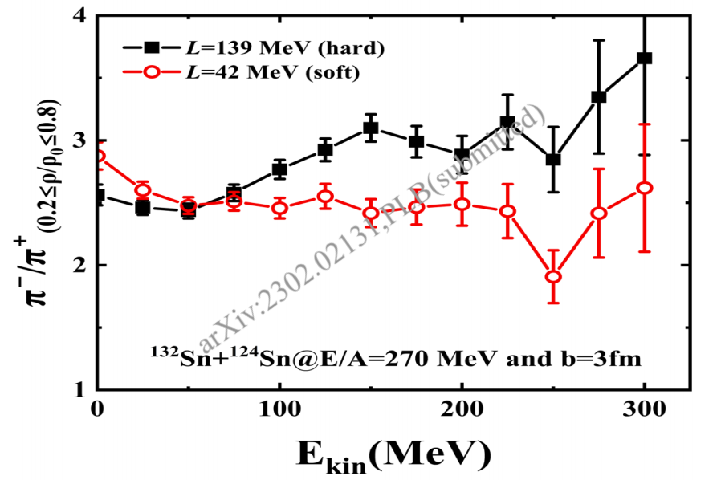 4
L=139 MeV (hard)
L=42 MeV (soft)
3
2
1
π⁻/π⁺ (0.2≤ρ/ρ₀≤0.8)
arXiv:2302.02131,PLB(submitted)
¹³²Sn+¹²⁴Sn@E/A=270 MeV and b=3fm
0 100 200 300
E_kin(MeV)